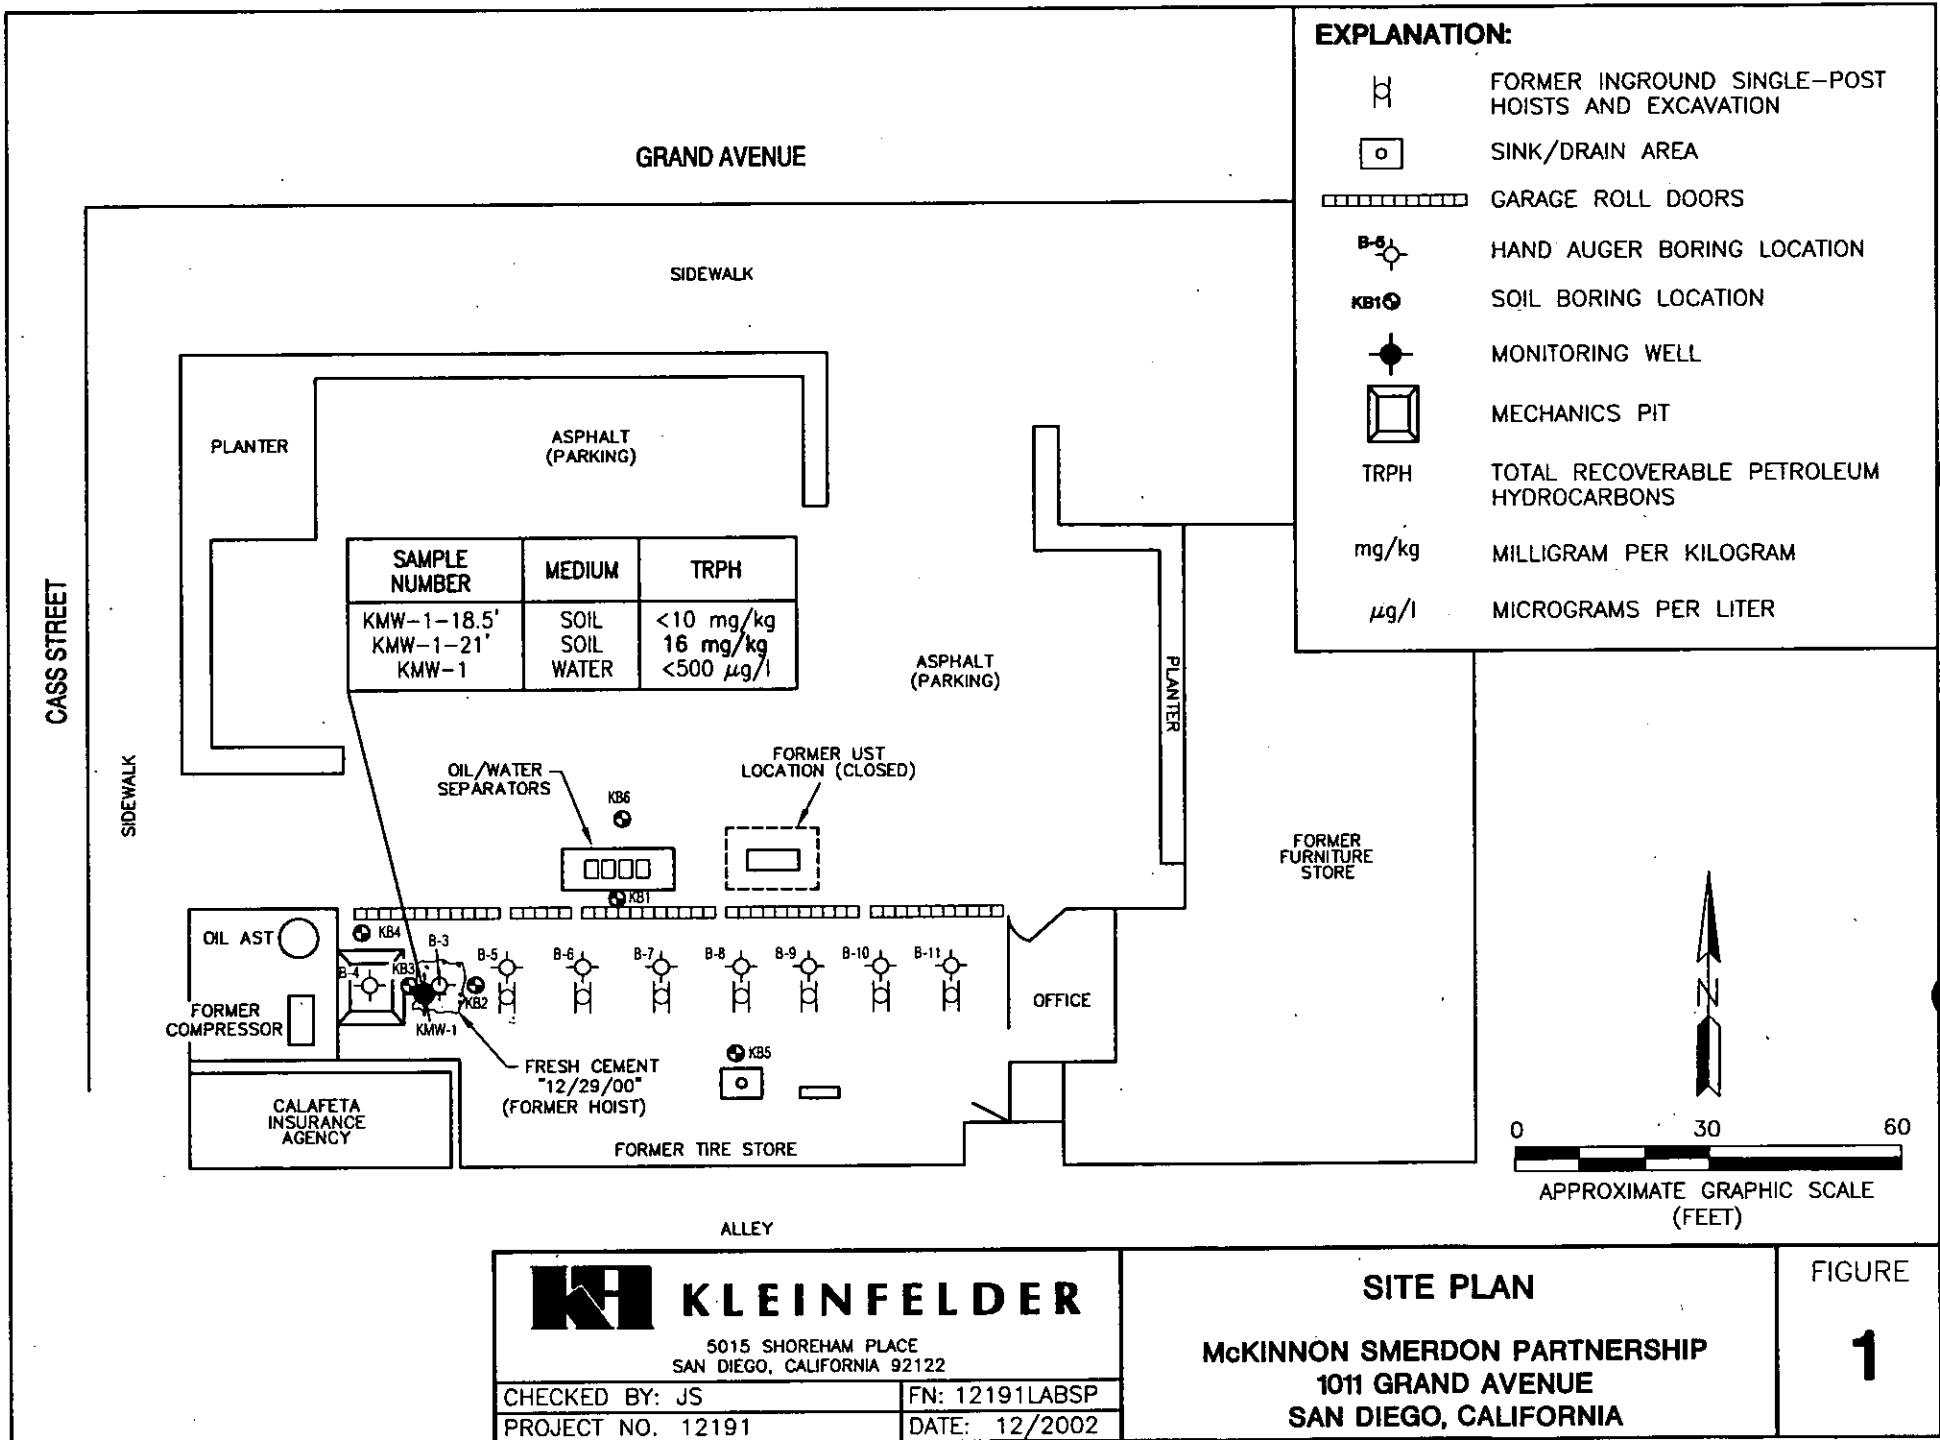 EXPLANATION:
FORMER INGROUND SINGLE-POST
HOISTS AND EXCAVATION
SINK/DRAIN AREA
GARAGE ROLL DOORS
B-6
HAND AUGER BORING LOCATION
KB1
SOIL BORING LOCATION
MONITORING WELL
MECHANICS PIT
TRPH
TOTAL RECOVERABLE PETROLEUM
HYDROCARBONS
mg/kg
MILLIGRAM PER KILOGRAM
µg/l
MICROGRAMS PER LITER
GRAND AVENUE
SIDEWALK
PLANTER
ASPHALT
(PARKING)
CASS STREET
SIDEWALK
SAMPLE
NUMBER
MEDIUM
TRPH
KMW-1-18.5' SOIL <10 mg/kg
KMW-1-21' SOIL 16 mg/kg
KMW-1 WATER <500 µg/l
ASPHALT
(PARKING)
PLANTER
OIL/WATER
SEPARATORS
FORMER UST
LOCATION (CLOSED)
KB6
FORMER
FURNITURE
STORE
KB1
OIL AST
KB4
B-3
B-5
B-6
B-7
B-8
B-9
B-10
B-11
B-4
KB3
KB2
OFFICE
FORMER
COMPRESSOR
KMW-1
KB5
FRESH CEMENT
"12/29/00"
(FORMER HOIST)
CALAFETA
INSURANCE
AGENCY
FORMER TIRE STORE
N
0 30 60
APPROXIMATE GRAPHIC SCALE
(FEET)
ALLEY
KLEINFELDER
5015 SHOREHAM PLACE
SAN DIEGO, CALIFORNIA 92122
CHECKED BY: JS
FN: 12191LABSP
PROJECT NO. 12191
DATE: 12/2002
SITE PLAN
McKINNON SMERDON PARTNERSHIP
1011 GRAND AVENUE
SAN DIEGO, CALIFORNIA
FIGURE
1